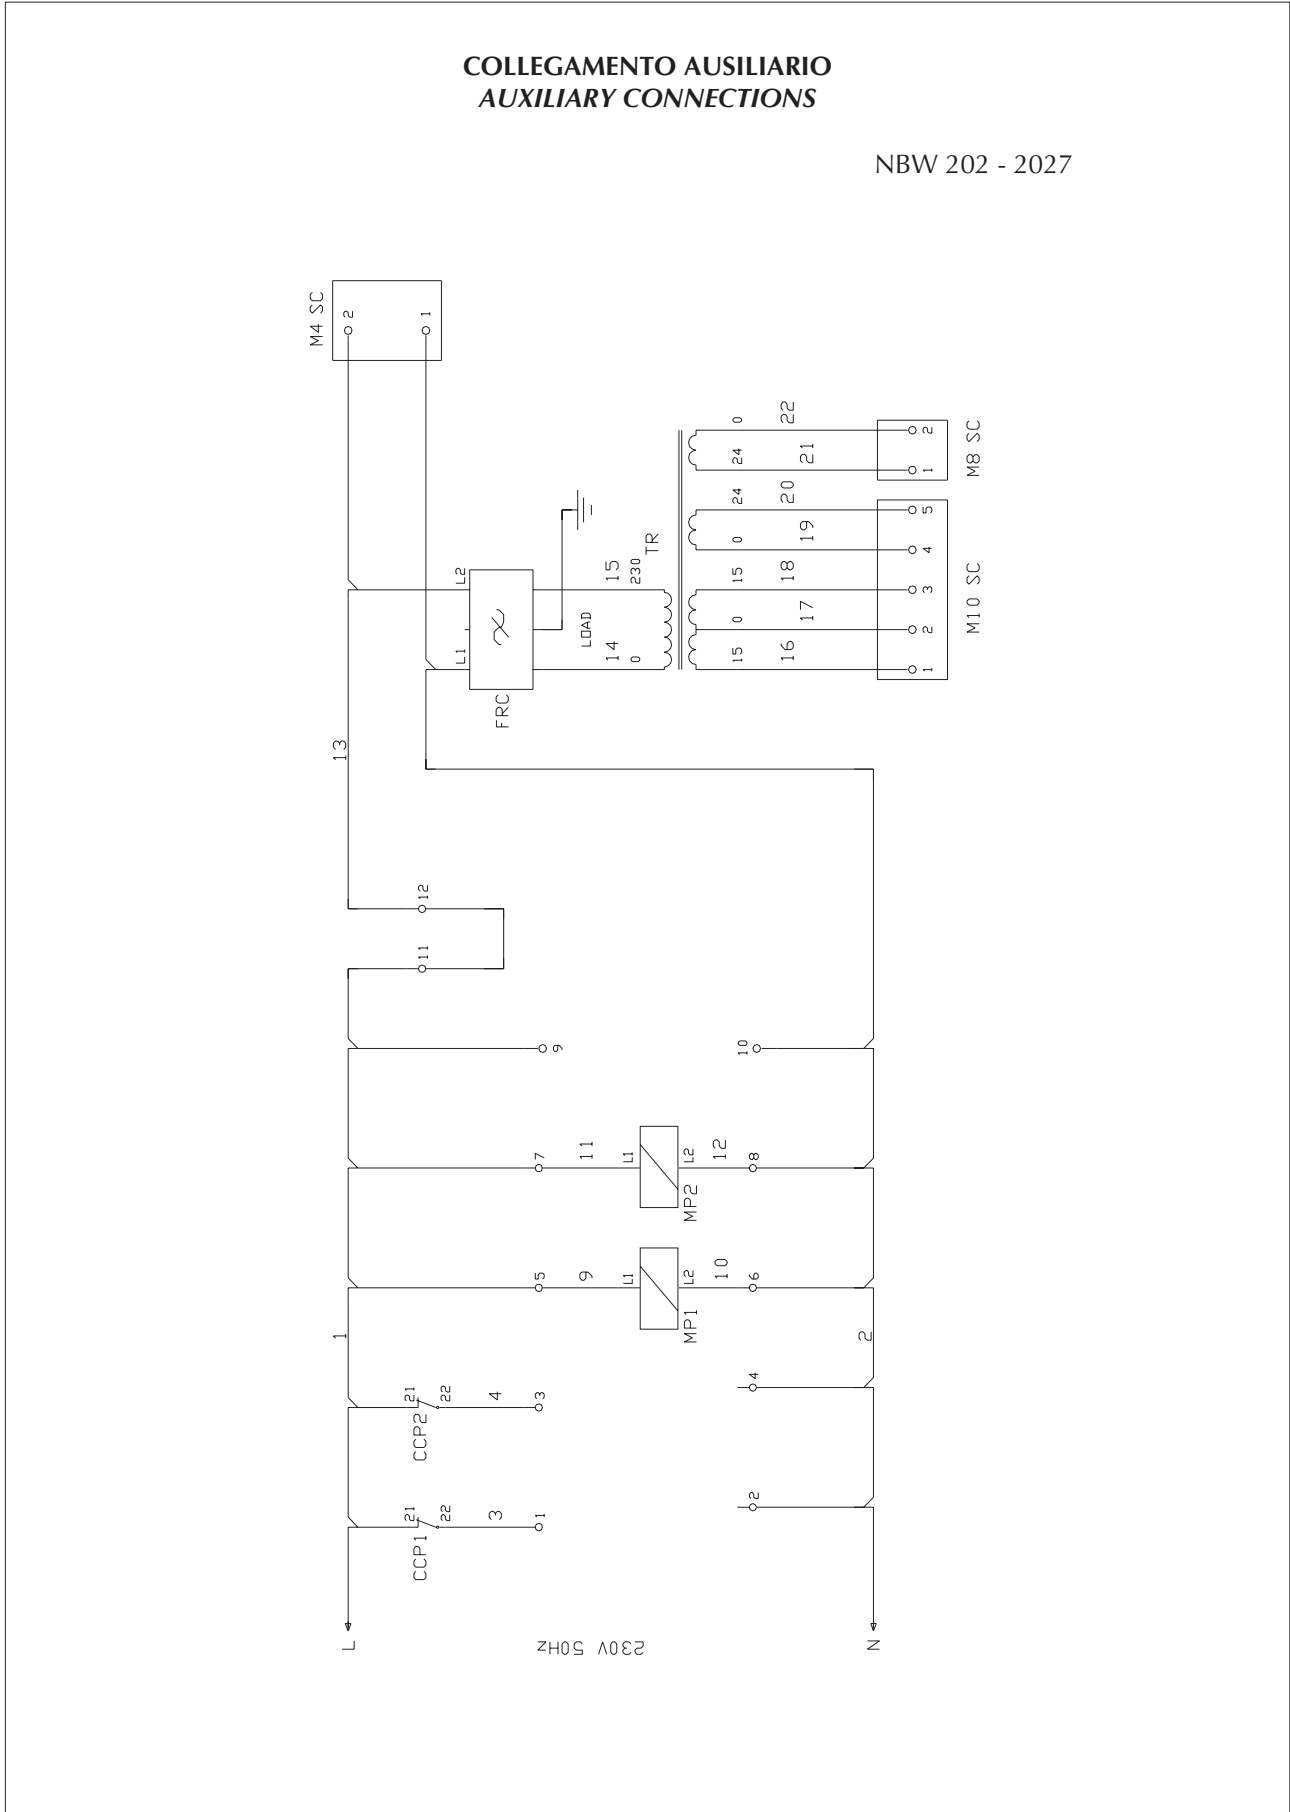 COLLEGAMENTO AUSILIARIO
AUXILIARY CONNECTIONS
NBW 202 - 2027
M4 SC
2
1
0
22
24
21
M8 SC
2
1
24
20
0
19
15
18
0
17
15
16
M10 SC
5
4
3
2
1
TR
15
230
LOAD
14
0
L2
L1
FRC
13
12
11
9
10
7
11
L1
L2
12
8
MP2
5
9
L1
L2
10
6
MP1
1
2
21
22
4
3
CCP2
4
21
22
3
1
CCP1
2
L
230V 50Hz
N